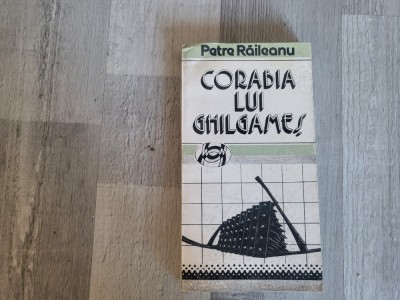 Petre Răileanu
CORABIA
LUI
GHILGAMEȘ